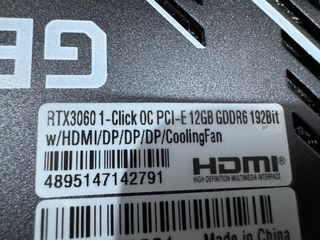 RTX3060 1-Click OC PCI-E 12GB GDDR6 192Bit
w/HDMI/DP/DP/DP/CoolingFan
HDMI
HIGH-DEFINITION MULTIMEDIA INTERFACE
4895147142791
Made in China